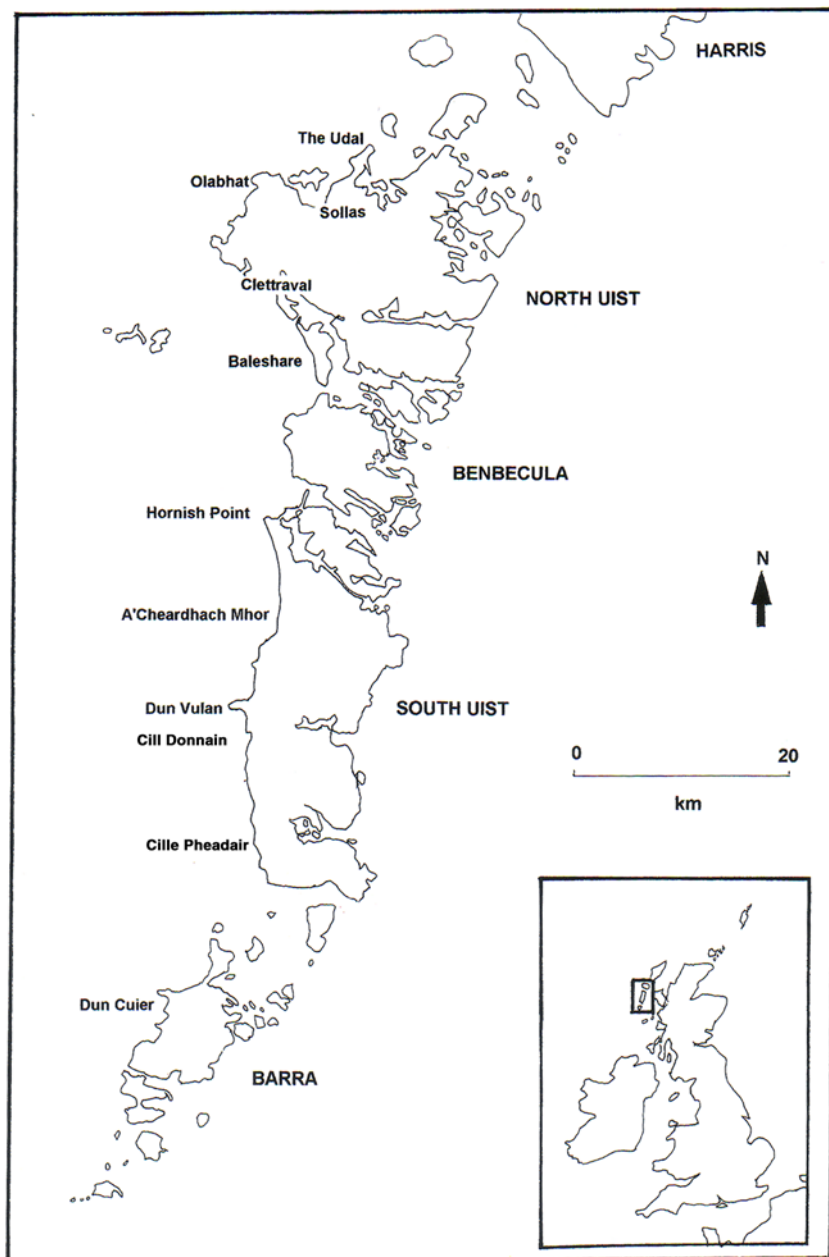 HARRIS
The Udal
Olabhat
Sollas
Clettraval
NORTH UIST
Baleshare
BENBECULA
Hornish Point
N
A'Cheardhach Mhor
Dun Vulan
SOUTH UIST
Cill Donnain
0 20
km
Cille Pheadair
Dun Cuier
BARRA